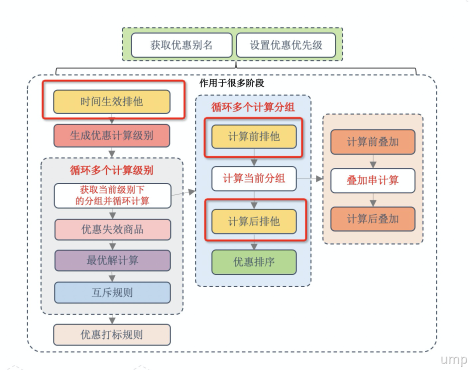 获取优惠别名
设置优惠优先级
作用于很多阶段
时间生效排他
生成优惠计算级别
循环多个计算级别
获取当前级别下
的分组并循环计算
优惠失效商品
最优解计算
互斥规则
优惠打标规则
循环多个计算分组
计算前排他
计算当前分组
计算后排他
优惠排序
计算前叠加
叠加串计算
计算后叠加
ump